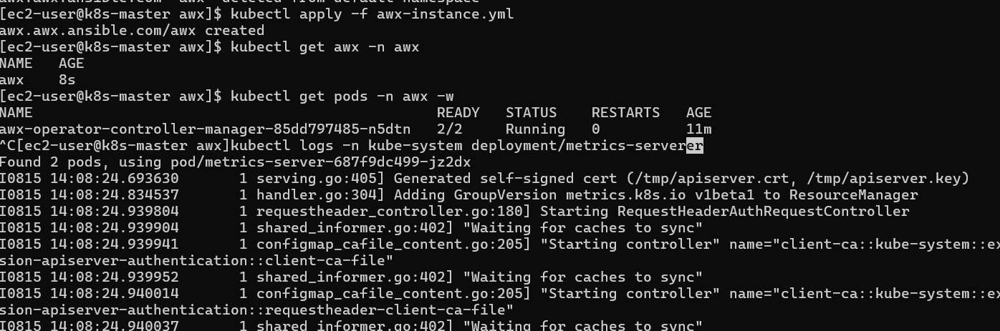 awx.awx.ansible.com "awx" deleted from default namespace
[ec2-user@k8s-master awx]$ kubectl apply -f awx-instance.yml
awx.awx.ansible.com/awx created
[ec2-user@k8s-master awx]$ kubectl get awx -n awx
NAME   AGE
awx    8s
[ec2-user@k8s-master awx]$ kubectl get pods -n awx -w
NAME                                               READY   STATUS    RESTARTS   AGE
awx-operator-controller-manager-85dd797485-n5dtn   2/2     Running   0          11m
^C[ec2-user@k8s-master awx]kubectl logs -n kube-system deployment/metrics-serverer
Found 2 pods, using pod/metrics-server-687f9dc499-jz2dx
I0815 14:08:24.693630       1 serving.go:405] Generated self-signed cert (/tmp/apiserver.crt, /tmp/apiserver.key)
I0815 14:08:24.834537       1 handler.go:304] Adding GroupVersion metrics.k8s.io v1beta1 to ResourceManager
I0815 14:08:24.939804       1 requestheader_controller.go:180] Starting RequestHeaderAuthRequestController
I0815 14:08:24.939904       1 shared_informer.go:402] "Waiting for caches to sync"
I0815 14:08:24.939941       1 configmap_cafile_content.go:205] "Starting controller" name="client-ca::kube-system::ex
sion-apiserver-authentication::client-ca-file"
I0815 14:08:24.939952       1 shared_informer.go:402] "Waiting for caches to sync"
I0815 14:08:24.940014       1 configmap_cafile_content.go:205] "Starting controller" name="client-ca::kube-system::ex
sion-apiserver-authentication::requestheader-client-ca-file"
I0815 14:08:24.940037       1 shared_informer.go:402] "Waiting for caches to sync"